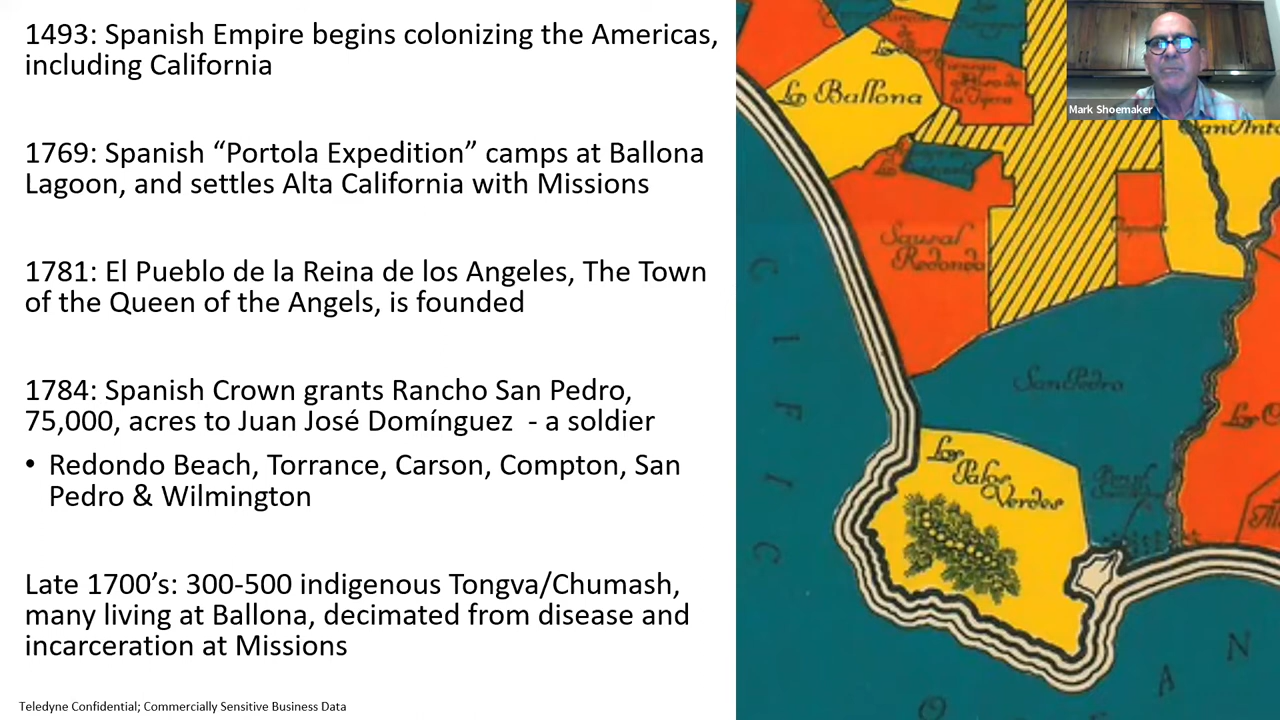 1493: Spanish Empire begins colonizing the Americas,
including California
1769: Spanish “Portola Expedition” camps at Ballona
Lagoon, and settles Alta California with Missions
1781: El Pueblo de la Reina de los Angeles, The Town
of the Queen of the Angels, is founded
1784: Spanish Crown grants Rancho San Pedro,
75,000, acres to Juan José Domínguez  - a soldier
• Redondo Beach, Torrance, Carson, Compton, San
Pedro & Wilmington
Late 1700’s: 300-500 indigenous Tongva/Chumash,
many living at Ballona, decimated from disease and
incarceration at Missions
Teledyne Confidential; Commercially Sensitive Business Data
La Ballona
la Tijera
Sausal
Redondo
San Pedro
Los
Palos
Verdes
C I F I C
O
A N
Mark Shoemaker